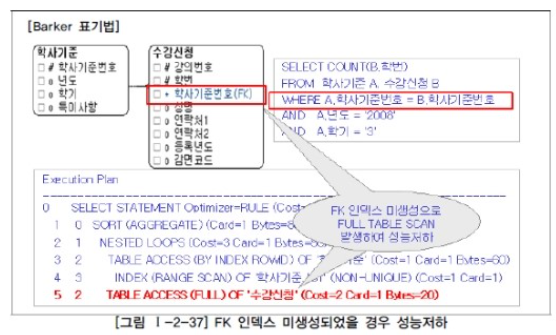 [Barker 표기법]
학사기준
□ # 학사기준번호
□ o 년도
□ o 학기
□ o 특이사항
수강신청
□ # 강의번호
□ # 학번
□ * 학사기준번호(FK)
□ o 성명
□ o 연락처1
□ o 연락처2
□ o 등록년도
□ o 감면코드
SELECT COUNT(B.학번)
FROM 학사기준 A, 수강신청 B
WHERE A.학사기준번호 = B.학사기준번호
AND A.년도 = '2008'
AND A.학기 = '3'
Execution Plan
0 SELECT STATEMENT Optimizer=RULE (Cost=
1 0 SORT (AGGREGATE) (Card=1 Bytes=8
2 1 NESTED LOOPS (Cost=3 Card=1 Bytes=80
3 2 TABLE ACCESS (BY INDEX ROWID) OF '학사기준' (Cost=1 Card=1 Bytes=60)
4 3 INDEX (RANGE SCAN) OF '학사기준 (NON-UNIQUE) (Cost=1 Card=1)
5 2 TABLE ACCESS (FULL) OF '수강신청' (Cost=2 Card=1 Bytes=20)
FK 인덱스 미생성으로
FULL TABLE SCAN
발생하여 성능저하
[그림 Ⅰ-2-37] FK 인덱스 미생성되었을 경우 성능저하